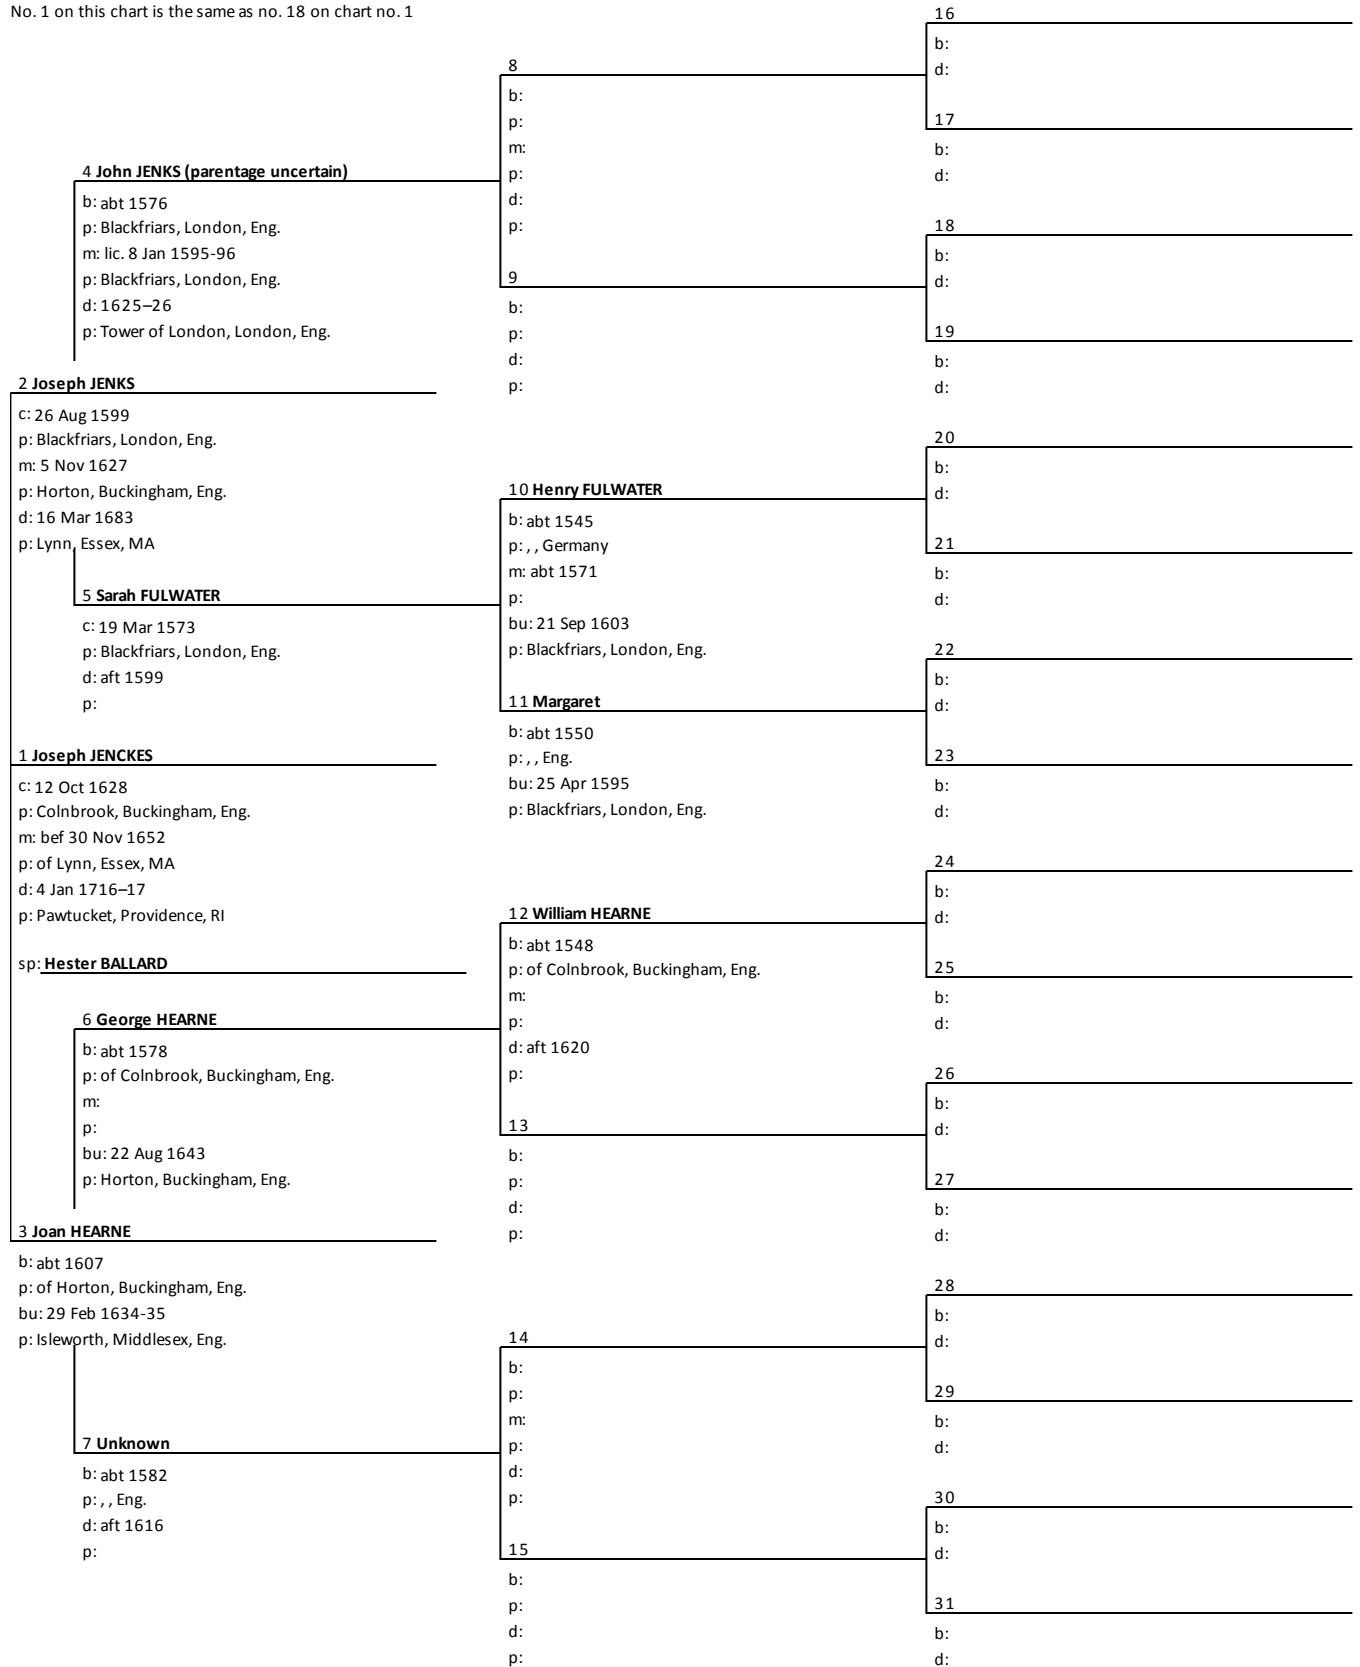 No. 1 on this chart is the same as no. 18 on chart no. 1
4 John JENKS (parentage uncertain)
b: abt 1576
p: Blackfriars, London, Eng.
m: lic. 8 Jan 1595-96
p: Blackfriars, London, Eng.
d: 1625–26
p: Tower of London, London, Eng.
2 Joseph JENKS
c: 26 Aug 1599
p: Blackfriars, London, Eng.
m: 5 Nov 1627
p: Horton, Buckingham, Eng.
d: 16 Mar 1683
p: Lynn, Essex, MA
5 Sarah FULWATER
c: 19 Mar 1573
p: Blackfriars, London, Eng.
d: aft 1599
p:
1 Joseph JENCKES
c: 12 Oct 1628
p: Colnbrook, Buckingham, Eng.
m: bef 30 Nov 1652
p: of Lynn, Essex, MA
d: 4 Jan 1716–17
p: Pawtucket, Providence, RI
sp: Hester BALLARD
6 George HEARNE
b: abt 1578
p: of Colnbrook, Buckingham, Eng.
m:
p:
bu: 22 Aug 1643
p: Horton, Buckingham, Eng.
3 Joan HEARNE
b: abt 1607
p: of Horton, Buckingham, Eng.
bu: 29 Feb 1634-35
p: Isleworth, Middlesex, Eng.
7 Unknown
b: abt 1582
p: , , Eng.
d: aft 1616
p:
8
b:
p:
m:
p:
d:
p:
9
b:
p:
d:
p:
10 Henry FULWATER
b: abt 1545
p: , , Germany
m: abt 1571
p:
bu: 21 Sep 1603
p: Blackfriars, London, Eng.
11 Margaret
b: abt 1550
p: , , Eng.
bu: 25 Apr 1595
p: Blackfriars, London, Eng.
12 William HEARNE
b: abt 1548
p: of Colnbrook, Buckingham, Eng.
m:
p:
d: aft 1620
p:
13
b:
p:
d:
p:
14
b:
p:
m:
p:
d:
p:
15
b:
p:
d:
p:
16
b:
d:
17
b:
d:
18
b:
d:
19
b:
d:
20
b:
d:
21
b:
d:
22
b:
d:
23
b:
d:
24
b:
d:
25
b:
d:
26
b:
d:
27
b:
d:
28
b:
d:
29
b:
d:
30
b:
d:
31
b:
d: